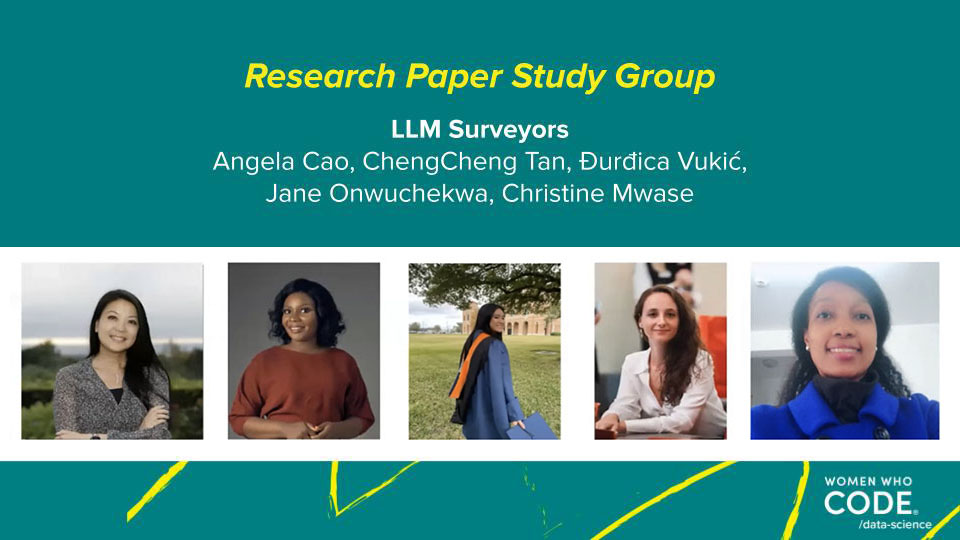 Research Paper Study Group
LLM Surveyors
Angela Cao, ChengCheng Tan, Đurđica Vukić,
Jane Onwuchekwa, Christine Mwase
WOMEN WHO
CODE®
/data-science